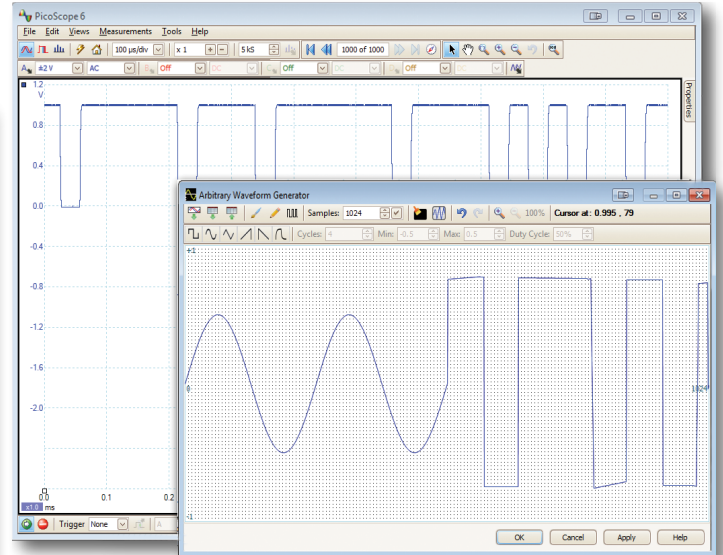 PicoScope 6
File Edit Views Measurements Tools Help
100 µs/div x 1 5 kS 1000 of 1000
A ±2 V AC B Off DC C Off DC D Off DC
1.2
V
0.8
0.4
0.0
-0.4
-0.8
-1.2
-1.6
-2.0
0.0 0.1 0.2
x1.0 ms
Trigger None A
Properties
Arbitrary Waveform Generator
Samples: 1024 100% Cursor at: 0.995 , 79
Cycles: 4 Min: -0.5 Max: 0.5 Duty Cycle: 50%
+1
0 1024
-1
OK Cancel Apply Help